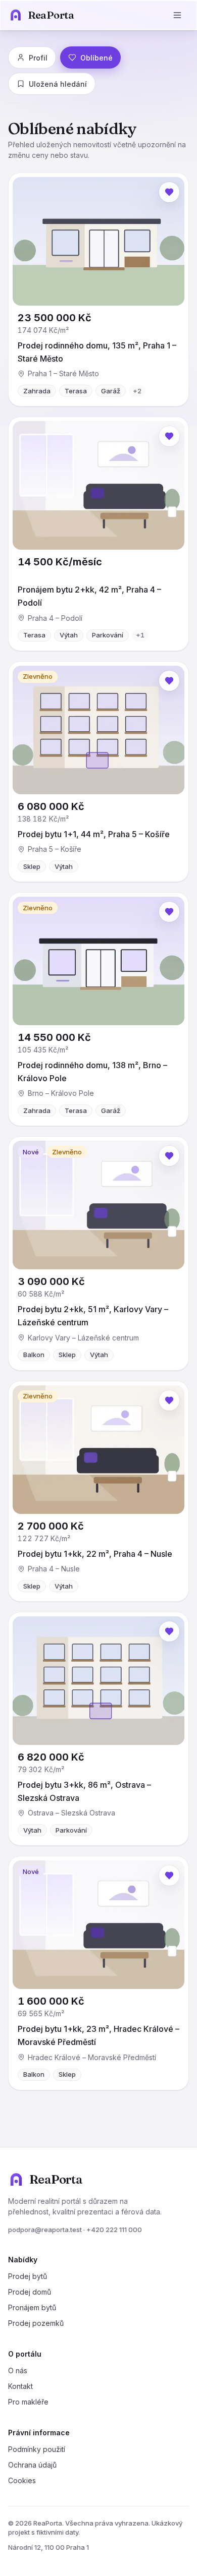 ReaPorta
Profil
Oblíbené
Uložená hledání
Oblíbené nabídky
Přehled uložených nemovitostí včetně upozornění na
změny ceny nebo stavu.
23 500 000 Kč
174 074 Kč/m²
Prodej rodinného domu, 135 m², Praha 1 –
Staré Město
Praha 1 – Staré Město
Zahrada
Terasa
Garáž
+2
14 500 Kč/měsíc
Pronájem bytu 2+kk, 42 m², Praha 4 –
Podolí
Praha 4 – Podolí
Terasa
Výtah
Parkování
+1
Zlevněno
6 080 000 Kč
138 182 Kč/m²
Prodej bytu 1+1, 44 m², Praha 5 – Košíře
Praha 5 – Košíře
Sklep
Výtah
Zlevněno
14 550 000 Kč
105 435 Kč/m²
Prodej rodinného domu, 138 m², Brno –
Královo Pole
Brno – Královo Pole
Zahrada
Terasa
Garáž
Nové
Zlevněno
3 090 000 Kč
60 588 Kč/m²
Prodej bytu 2+kk, 51 m², Karlovy Vary –
Lázeňské centrum
Karlovy Vary – Lázeňské centrum
Balkon
Sklep
Výtah
Zlevněno
2 700 000 Kč
122 727 Kč/m²
Prodej bytu 1+kk, 22 m², Praha 4 – Nusle
Praha 4 – Nusle
Sklep
Výtah
6 820 000 Kč
79 302 Kč/m²
Prodej bytu 3+kk, 86 m², Ostrava –
Slezská Ostrava
Ostrava – Slezská Ostrava
Výtah
Parkování
Nové
1 600 000 Kč
69 565 Kč/m²
Prodej bytu 1+kk, 23 m², Hradec Králové –
Moravské Předměstí
Hradec Králové – Moravské Předměstí
Balkon
Sklep
ReaPorta
Moderní realitní portál s důrazem na
přehlednost, kvalitní prezentaci a férová data.
podpora@reaporta.test · +420 222 111 000
Nabídky
Prodej bytů
Prodej domů
Pronájem bytů
Prodej pozemků
O portálu
O nás
Kontakt
Pro makléře
Právní informace
Podmínky použití
Ochrana údajů
Cookies
© 2026 ReaPorta. Všechna práva vyhrazena. Ukázkový
projekt s fiktivními daty.
Národní 12, 110 00 Praha 1